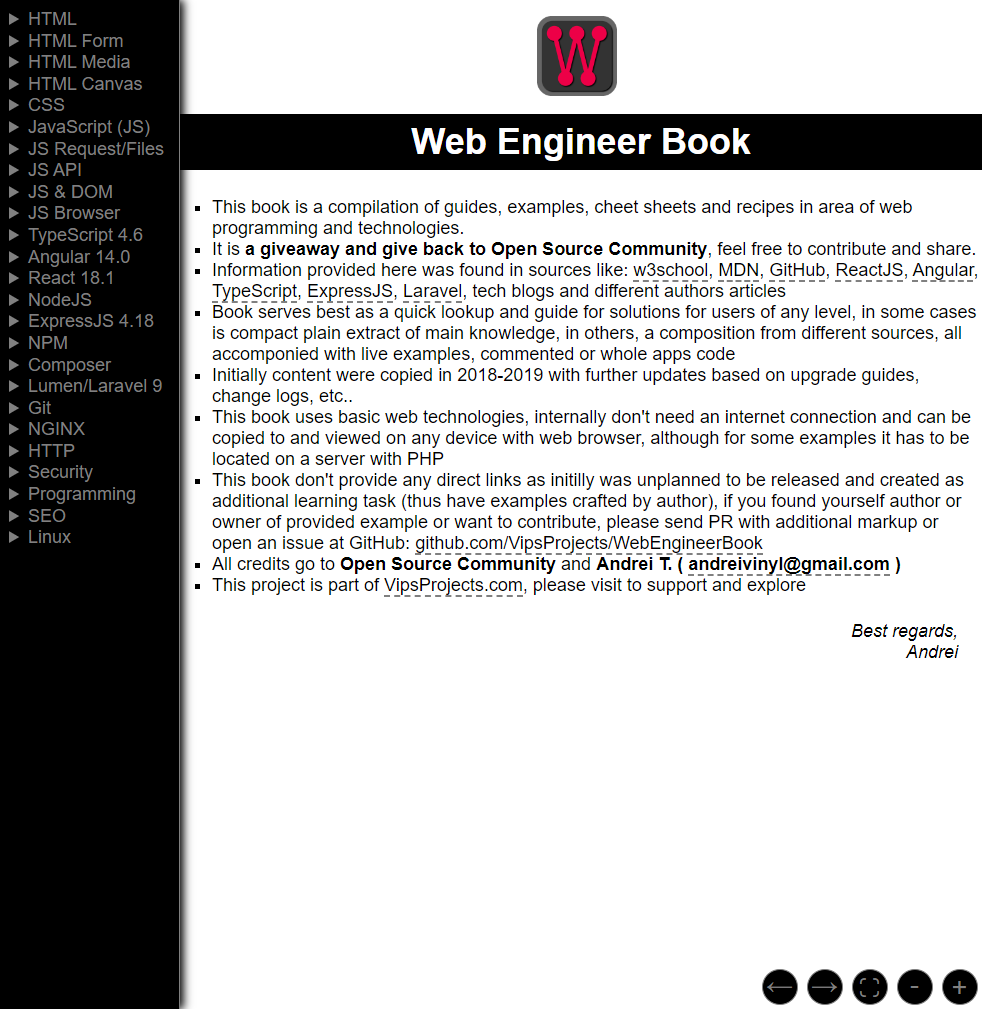 HTML
HTML Form
HTML Media
HTML Canvas
CSS
JavaScript (JS)
JS Request/Files
JS API
JS & DOM
JS Browser
TypeScript 4.6
Angular 14.0
React 18.1
NodeJS
ExpressJS 4.18
NPM
Composer
Lumen/Laravel 9
Git
NGINX
HTTP
Security
Programming
SEO
Linux
W
Web Engineer Book
This book is a compilation of guides, examples, cheet sheets and recipes in area of web
programming and technologies.
It is a giveaway and give back to Open Source Community, feel free to contribute and share.
Information provided here was found in sources like: w3school, MDN, GitHub, ReactJS, Angular,
TypeScript, ExpressJS, Laravel, tech blogs and different authors articles
Book serves best as a quick lookup and guide for solutions for users of any level, in some cases
is compact plain extract of main knowledge, in others, a composition from different sources, all
accomponied with live examples, commented or whole apps code
Initially content were copied in 2018-2019 with further updates based on upgrade guides,
change logs, etc..
This book uses basic web technologies, internally don't need an internet connection and can be
copied to and viewed on any device with web browser, although for some examples it has to be
located on a server with PHP
This book don't provide any direct links as initilly was unplanned to be released and created as
additional learning task (thus have examples crafted by author), if you found yourself author or
owner of provided example or want to contribute, please send PR with additional markup or
open an issue at GitHub: github.com/VipsProjects/WebEngineerBook
All credits go to Open Source Community and Andrei T. ( andreivinyl@gmail.com )
This project is part of VipsProjects.com, please visit to support and explore
Best regards,
Andrei